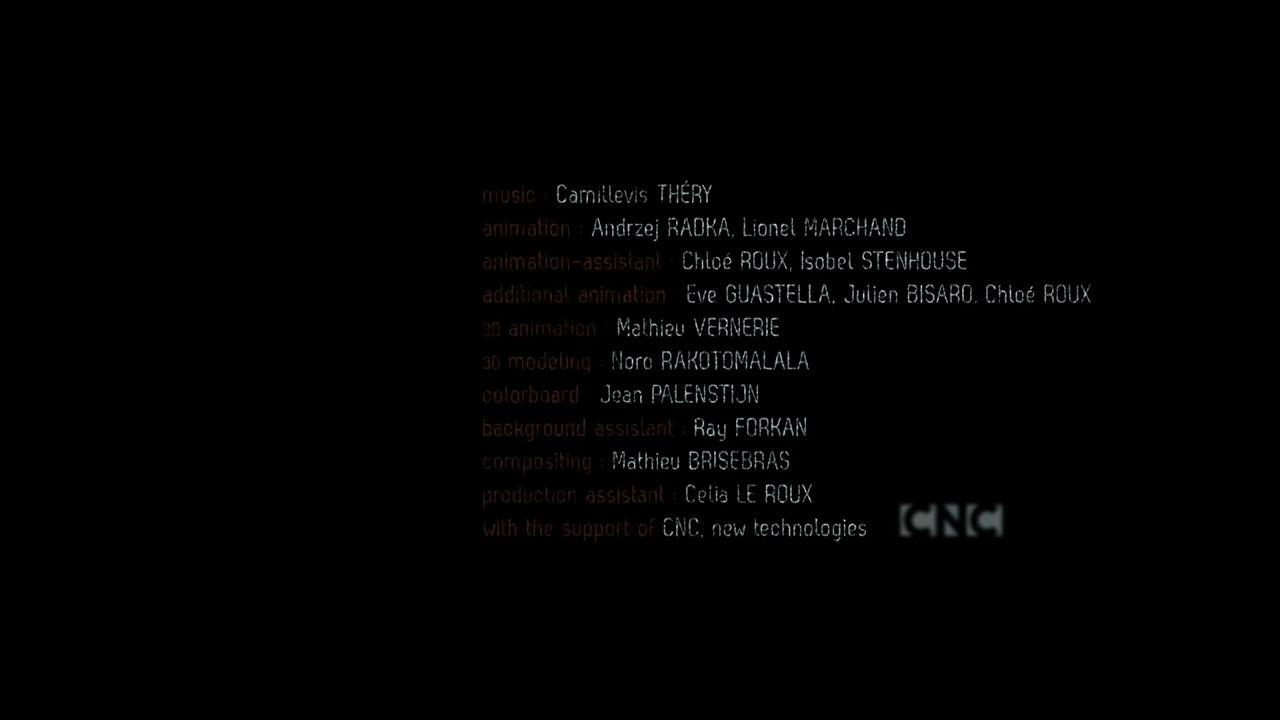 music : Camillevis THÉRY
animation : Andrzej RADKA, Lionel MARCHAND
animation-assistant : Chloé ROUX, Isobel STENHOUSE
additional animation : Eve GUASTELLA, Julien BISARO, Chloé ROUX
3D animation : Mathieu VERNERIE
3D modeling : Noro RAKOTOMALALA
colorboard : Jean PALENSTIJN
background assistant : Ray FORKAN
compositing : Mathieu BRISEBRAS
production assistant : Celia LE ROUX
with the support of CNC, new technologies CNC